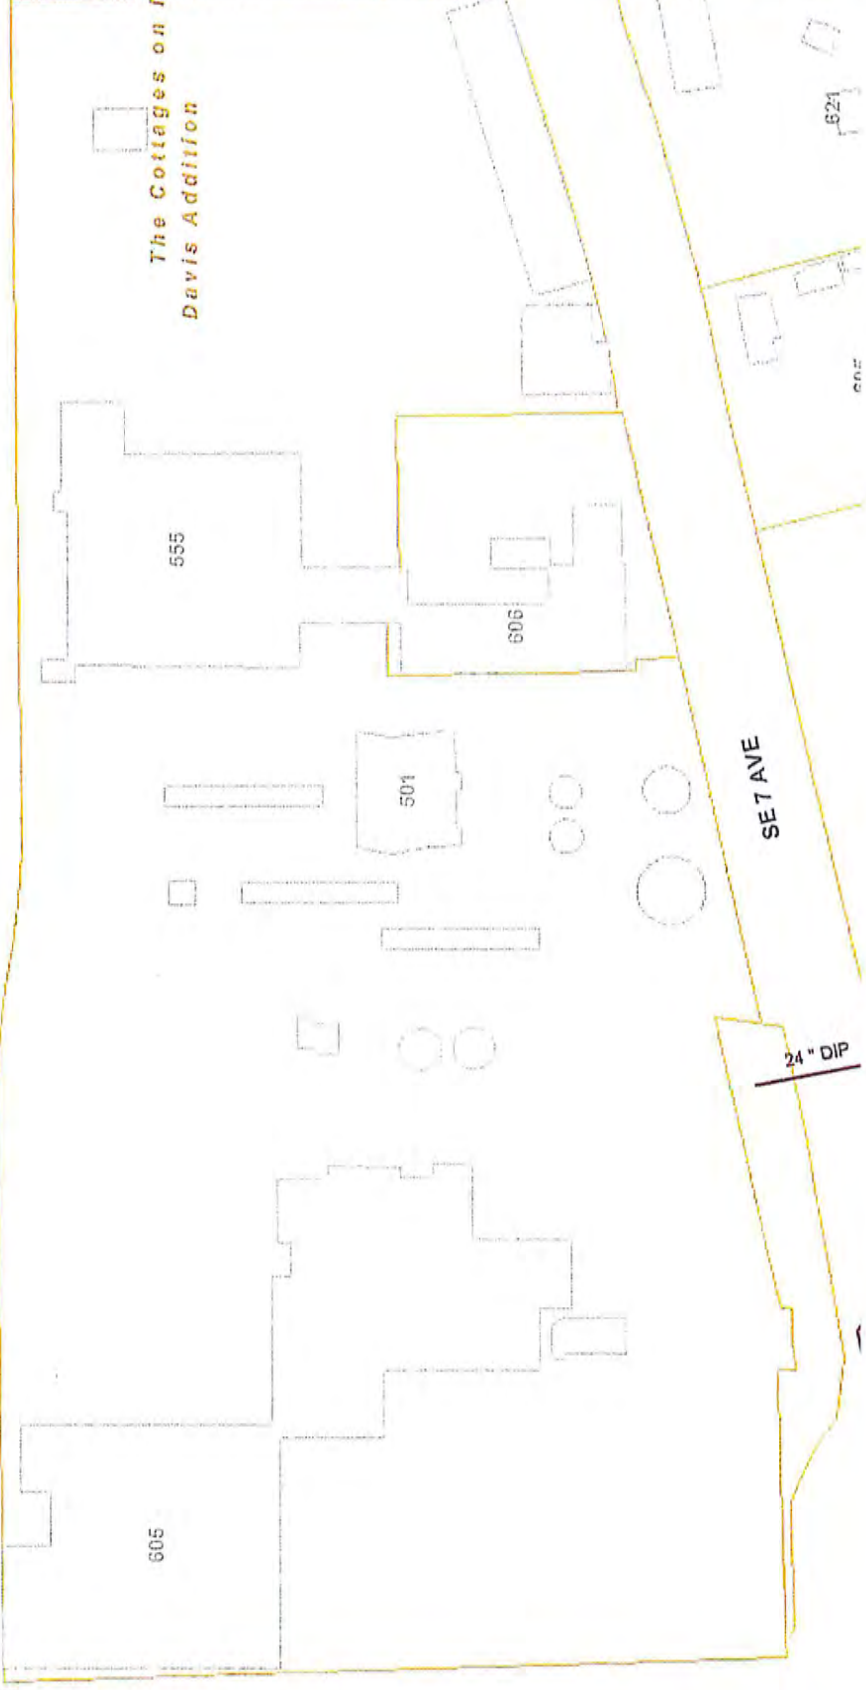 The Cottages on
Davis Addition
621
555
606
501
SE 7 AVE
24" DIP
605